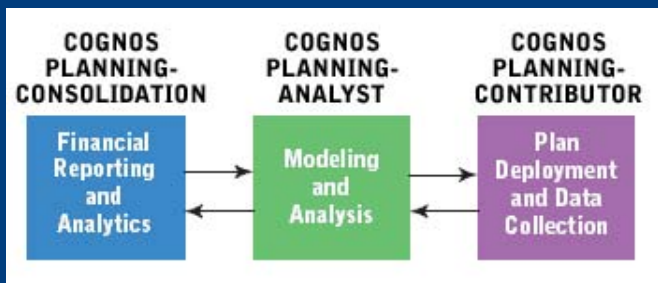 COGNOS
PLANNING-
CONSOLIDATION
COGNOS
PLANNING-
ANALYST
COGNOS
PLANNING-
CONTRIBUTOR
Financial
Reporting
and
Analytics
Modeling
and
Analysis
Plan
Deployment
and Data
Collection